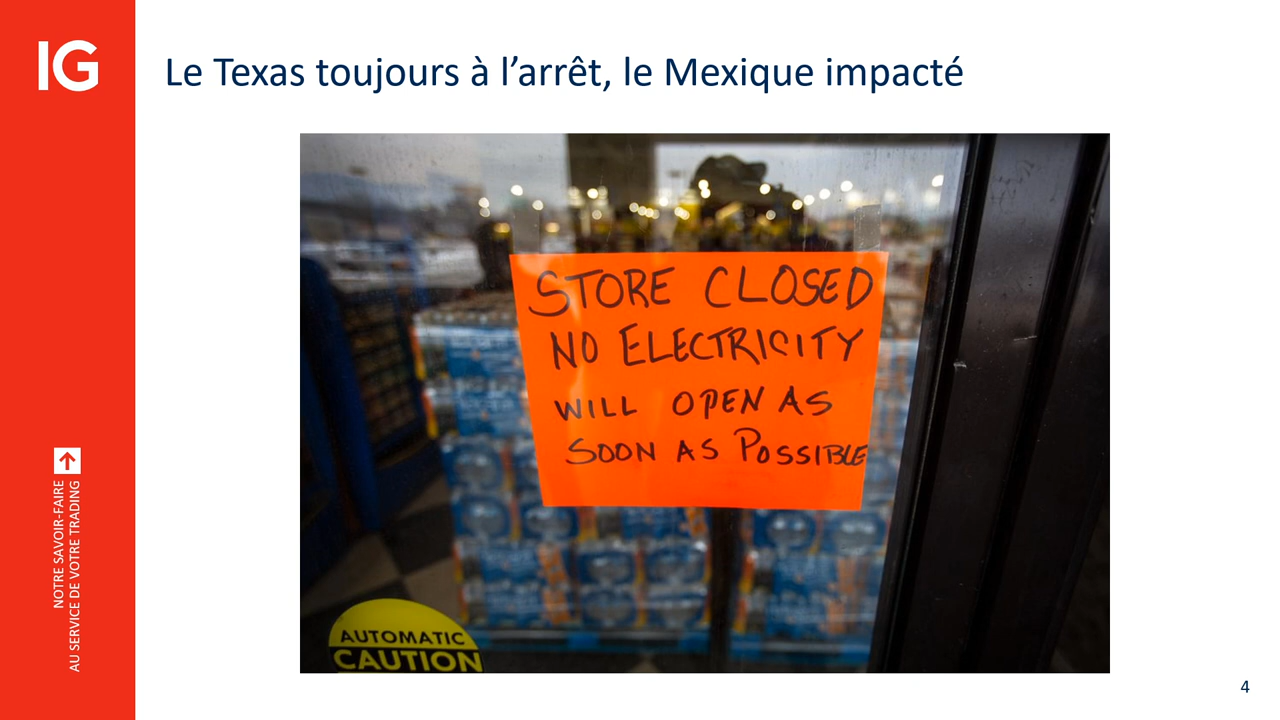 IG
Le Texas toujours à l’arrêt, le Mexique impacté
STORE CLOSED
NO ELECTRICITY
WILL OPEN AS
SOON AS POSSIBLE
AUTOMATIC
CAUTION
NOTRE SAVOIR-FAIRE
AU SERVICE DE VOTRE TRADING
4